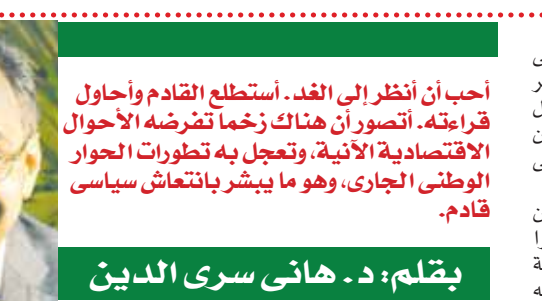 أحب أن أنظر إلى الغد. أستطلع القادم وأحاول
قراءته. أتصور أن هناك زخما تفرضه الأحوال
الاقتصادية الآنية، وتعجل به تطورات الحوار
الوطنى الجارى، وهو ما يبشر بانتعاش سياسى
قادم.
بقلم: د. هانى سرى الدين